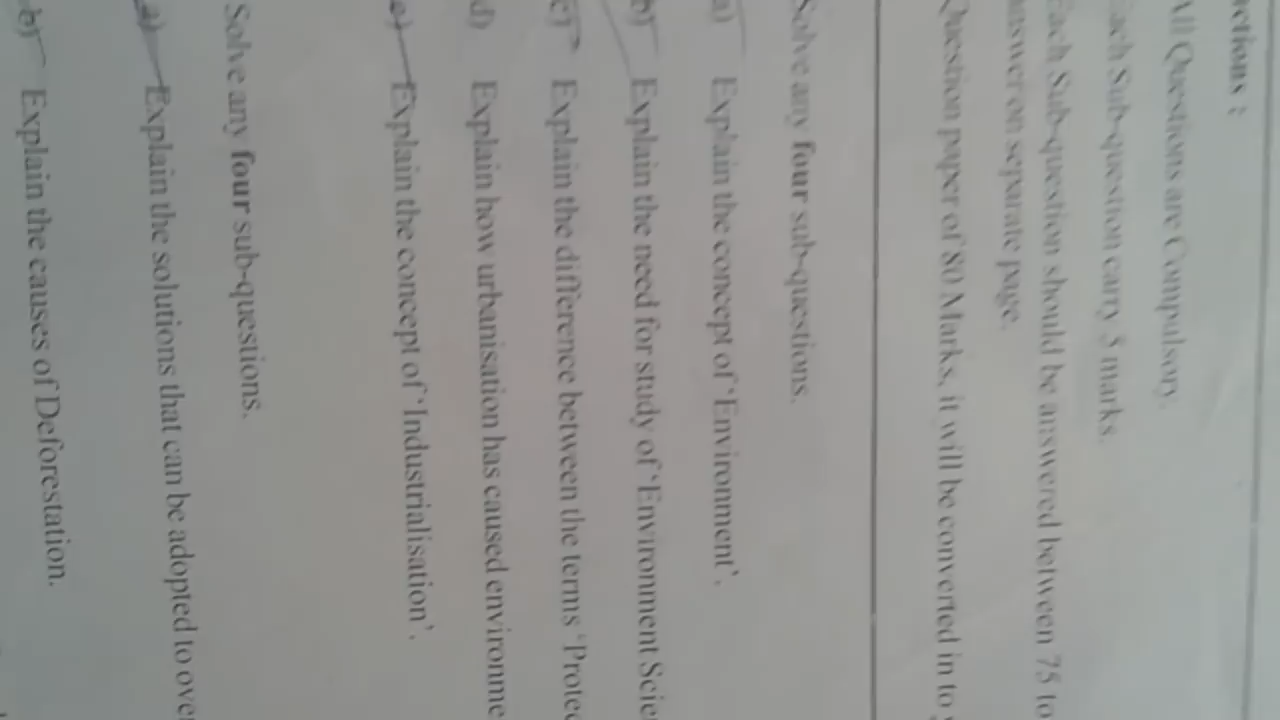 ctions :
All Questions are Compulsory.
Each Sub-question carry 5 marks.
Each Sub-question should be answered between 75 to
answer on separate page.
Question paper of 80 Marks, it will be converted in to
Solve any four sub-questions.
a) Explain the concept of 'Environment'.
b) Explain the need for study of 'Environment Scie
c) Explain the difference between the terms 'Protec
d) Explain how urbanisation has caused environme
e) Explain the concept of 'Industrialisation'.
Solve any four sub-questions.
a) Explain the solutions that can be adopted to over
b) Explain the causes of Deforestation.